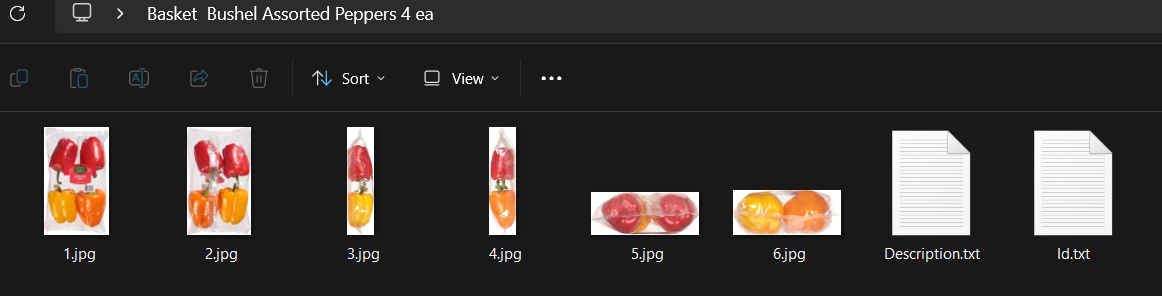 Basket  Bushel Assorted Peppers 4 ea
Sort
View
1.jpg
2.jpg
3.jpg
4.jpg
5.jpg
6.jpg
Description.txt
Id.txt